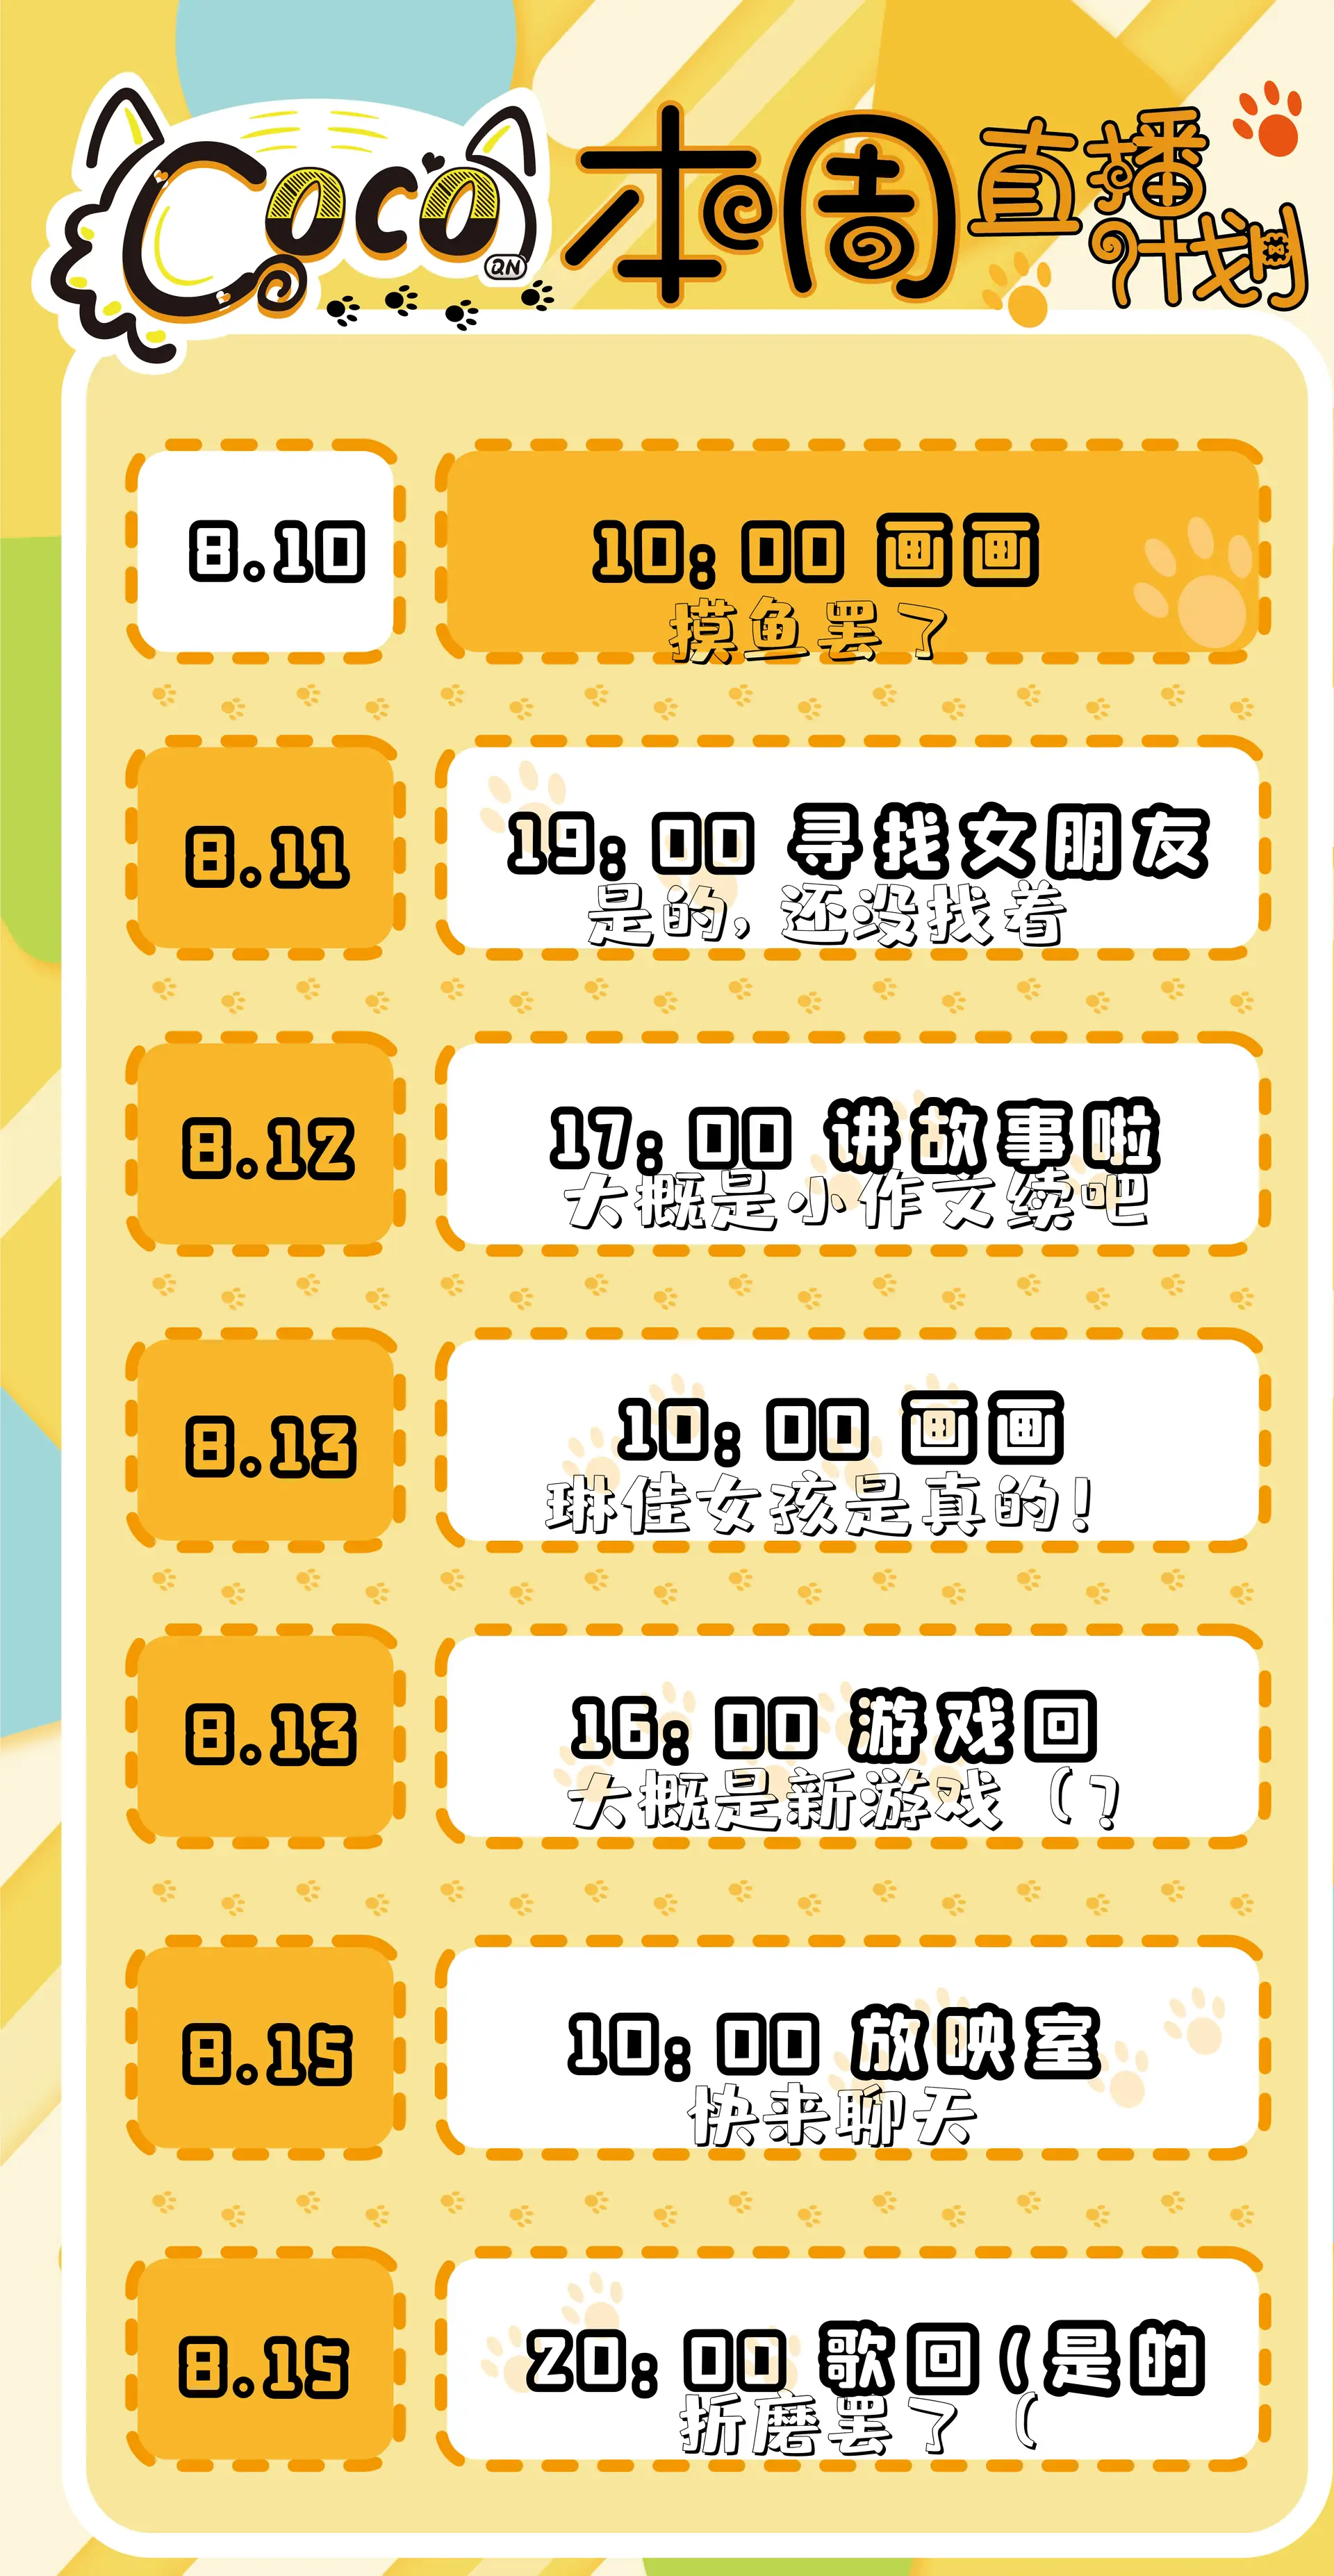 Coco
QN
本周
直播
计划
8.10
10:00 画画
摸鱼罢了
8.11
19:00 寻找女朋友
是的,还没找着
8.12
17:00 讲故事啦
大概是小作文续吧
8.13
10:00 画画
琳佳女孩是真的!
8.13
16:00 游戏回
大概是新游戏(?
8.15
10:00 放映室
快来聊天
8.15
20:00 歌回(是的
折磨罢了(